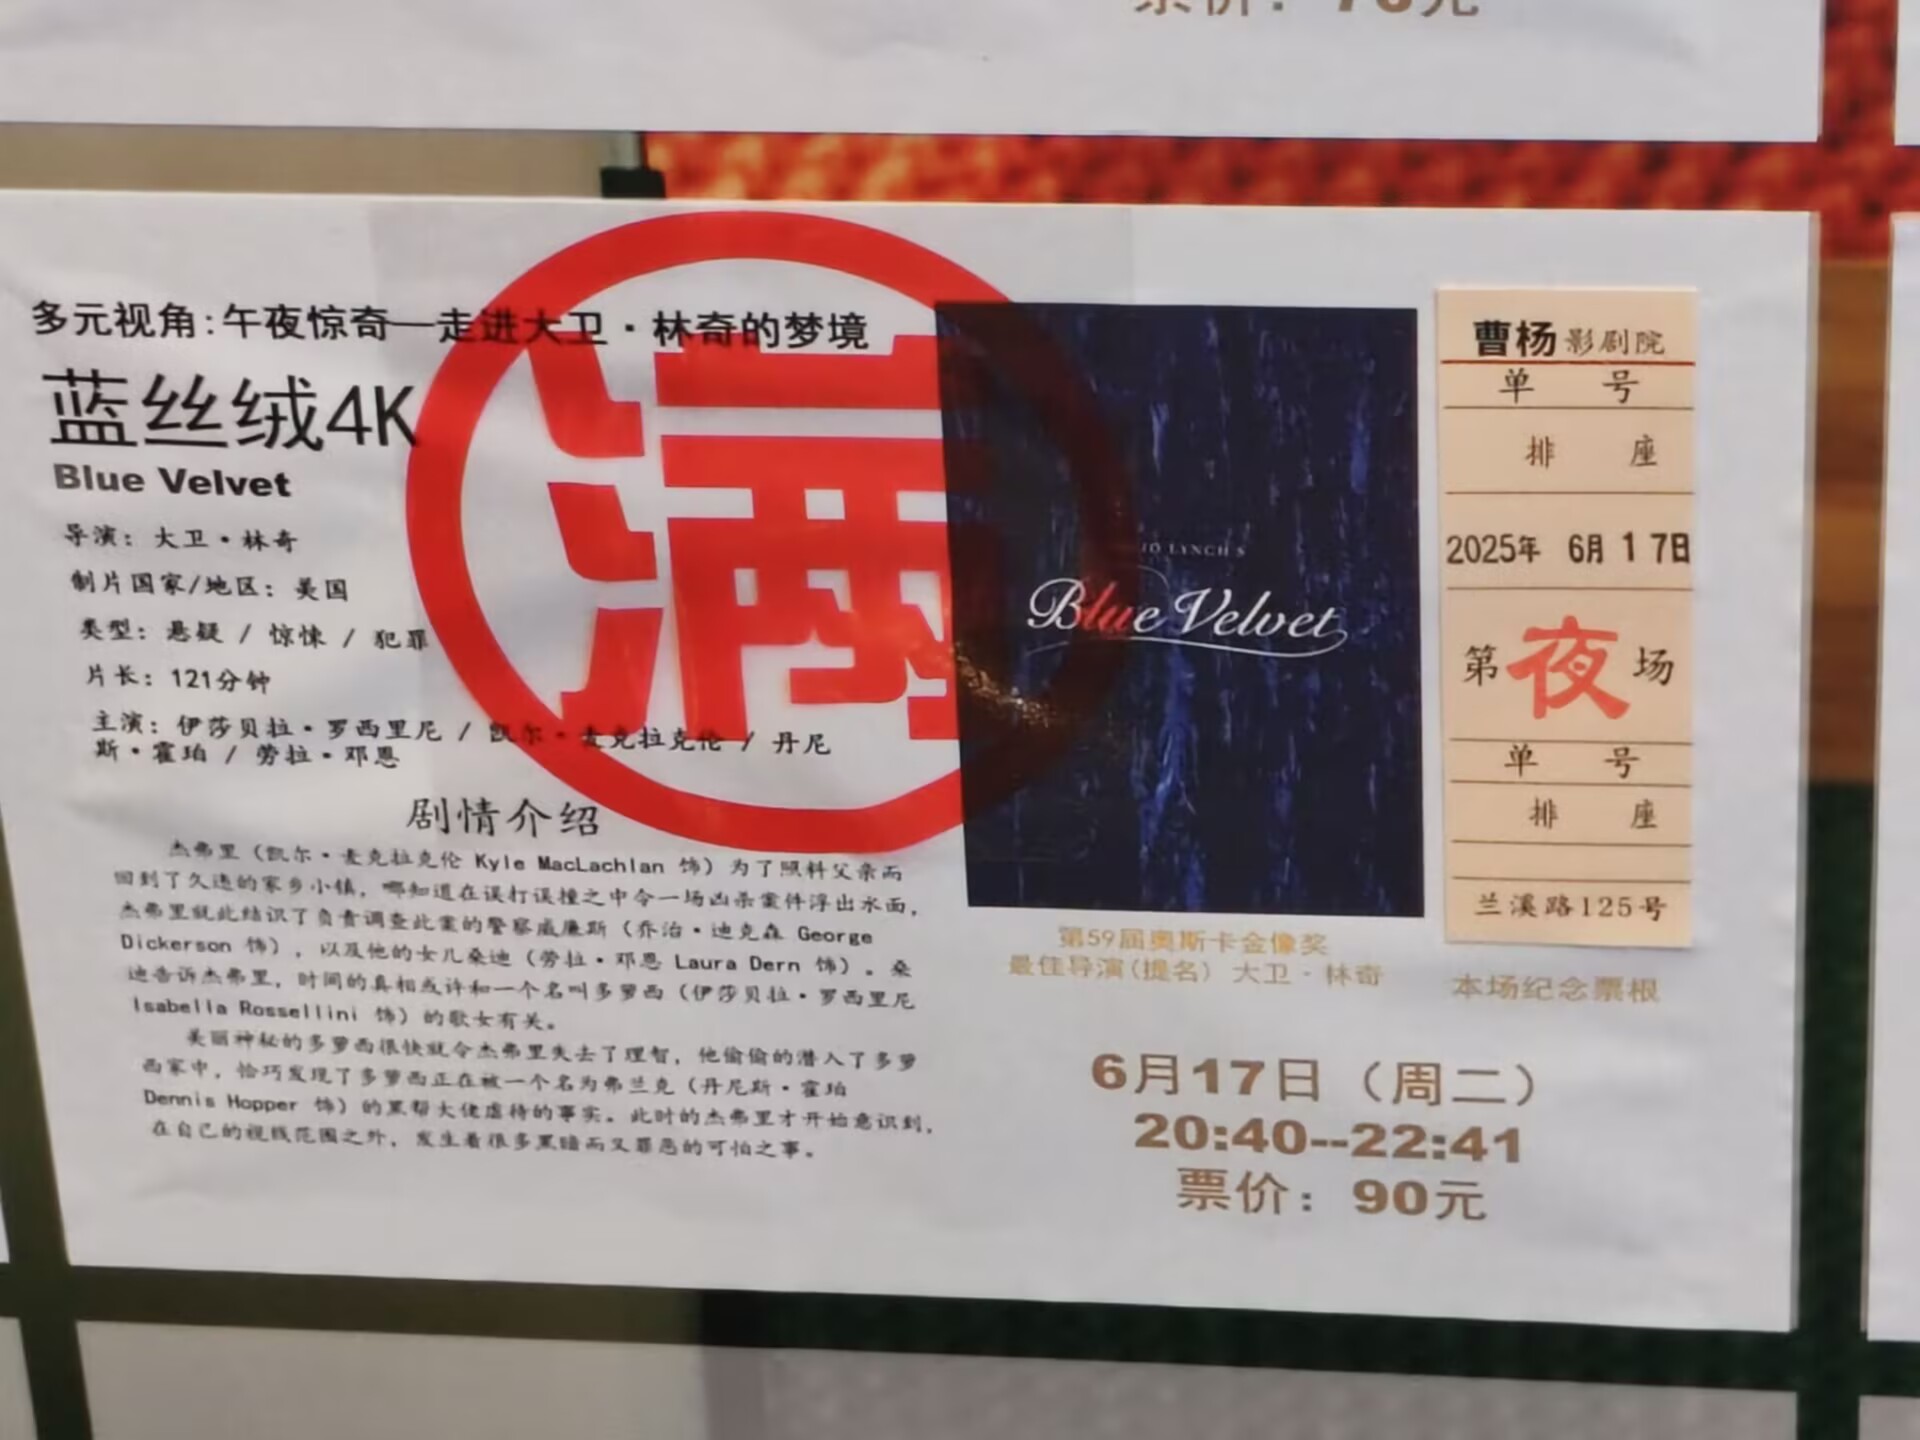 票价：70元
多元视角:午夜惊奇—走进大卫·林奇的梦境
蓝丝绒4K
Blue Velvet
导演：大卫·林奇
制片国家/地区：美国
类型：悬疑 / 惊悚 / 犯罪
片长：121分钟
主演：伊莎贝拉·罗西里尼 / 凯尔·麦克拉克伦 / 丹尼
斯·霍珀 / 劳拉·邓恩
满
剧情介绍
杰弗里（凯尔·麦克拉克伦 Kyle MacLachlan 饰）为了照料父亲而
回到了久违的家乡小镇，哪知道在误打误撞之中令一场凶杀案件浮出水面，
杰弗里就此结识了负责调查此案的警察威廉斯（乔治·迪克森 George
Dickerson 饰），以及他的女儿桑迪（劳拉·邓恩 Laura Dern 饰）。桑
迪告诉杰弗里，时间的真相或许和一个名叫多萝西（伊莎贝拉·罗西里尼
Isabella Rossellini 饰）的歌女有关。
美丽神秘的多萝西很快就令杰弗里失去了理智，他偷偷的潜入了多萝
西家中，恰巧发现了多萝西正在被一个名为弗兰克（丹尼斯·霍珀
Dennis Hopper 饰）的黑帮大佬虐待的事实。此时的杰弗里才开始意识到，
在自己的视线范围之外，发生着很多黑暗而又罪恶的可怕之事。
LYNCH'S
Blue Velvet
第59届奥斯卡金像奖
最佳导演(提名) 大卫·林奇
曹杨影剧院
单 号
排 座
2025年 6月 1 7日
第夜场
单 号
排 座
兰溪路125号
本场纪念票根
6月17日（周二）
20:40--22:41
票价：90元